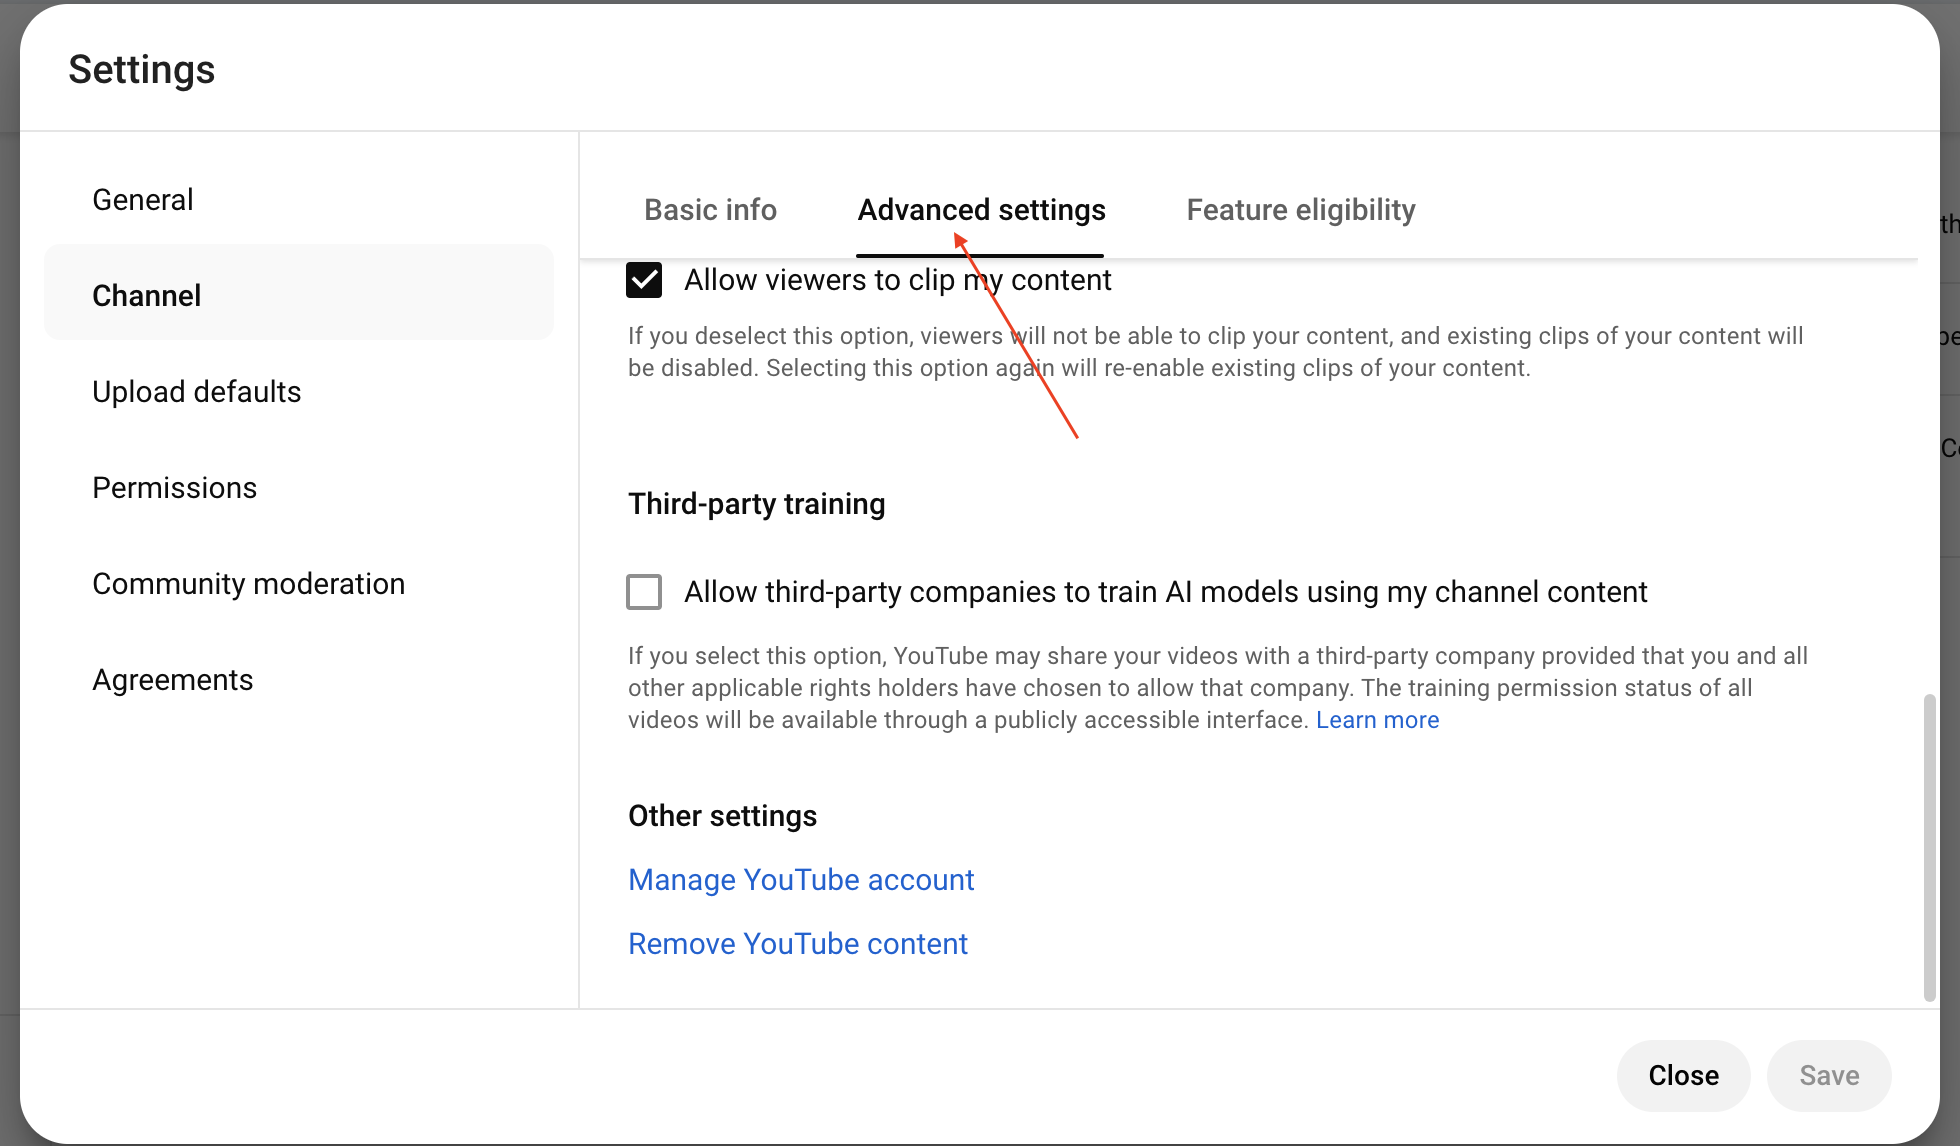 Settings
General
Channel
Upload defaults
Permissions
Community moderation
Agreements
Basic info
Advanced settings
Feature eligibility
Allow viewers to clip my content
If you deselect this option, viewers will not be able to clip your content, and existing clips of your content will
be disabled. Selecting this option again will re-enable existing clips of your content.
Third-party training
Allow third-party companies to train AI models using my channel content
If you select this option, YouTube may share your videos with a third-party company provided that you and all
other applicable rights holders have chosen to allow that company. The training permission status of all
videos will be available through a publicly accessible interface. Learn more
Other settings
Manage YouTube account
Remove YouTube content
Close
Save